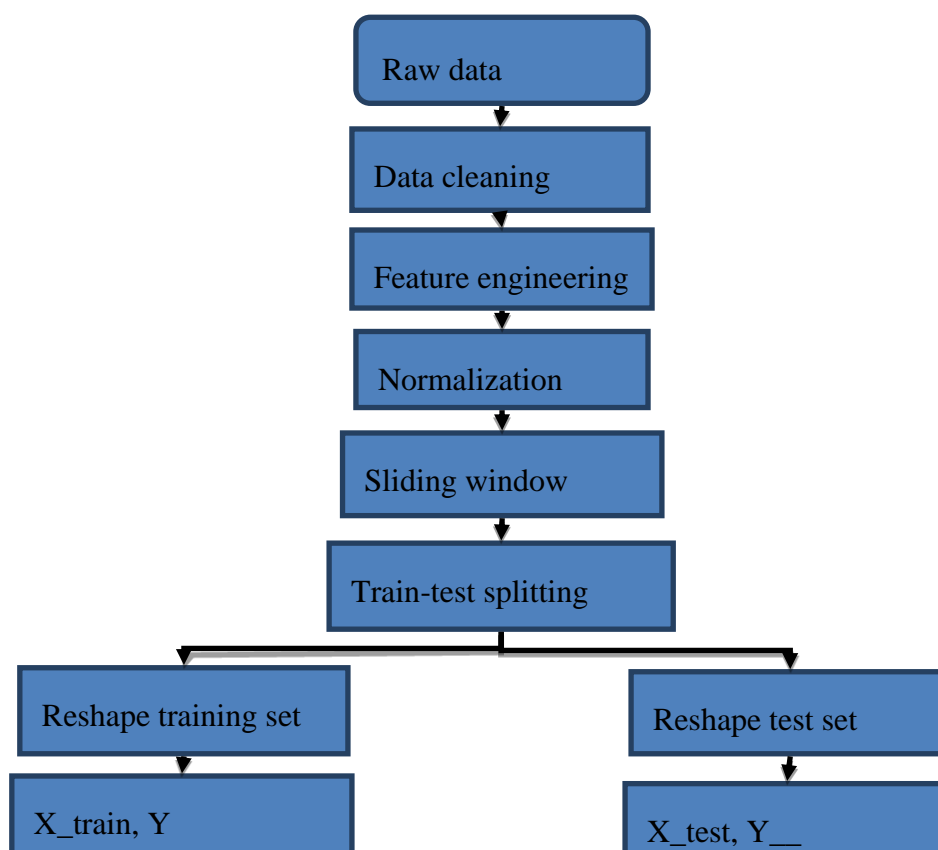 Raw data
Data cleaning
Feature engineering
Normalization
Sliding window
Train-test splitting
Reshape training set
Reshape test set
X_train, Y
X_test, Y__